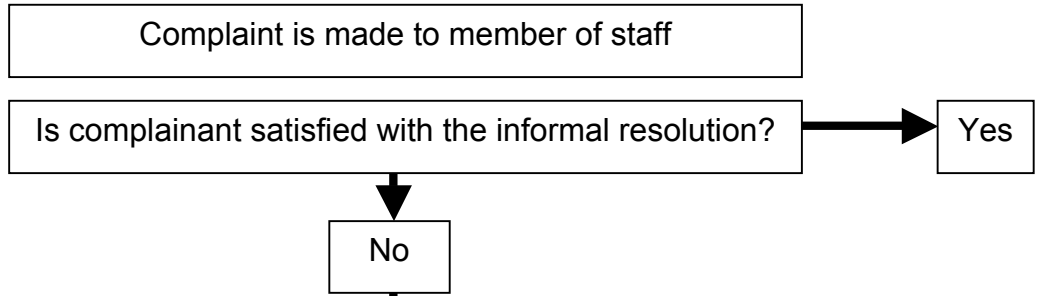 Complaint is made to member of staff
Is complainant satisfied with the informal resolution?
Yes
No